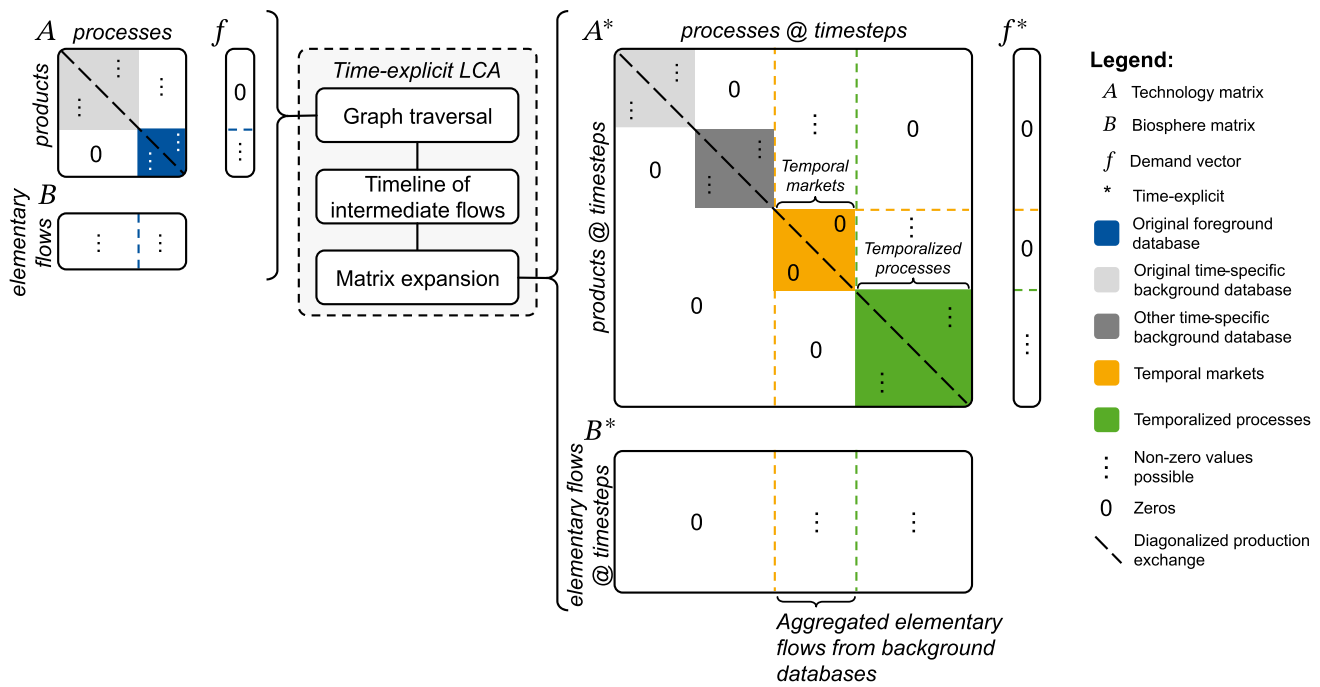 A
processes
f
products
0
⋮
⋮
⋮
0
⋮
⋮
0
⋮
B
elementary
flows
⋮
⋮
Time-explicit LCA
Graph traversal
Timeline of
intermediate flows
Matrix expansion
A*
processes @ timesteps
f*
products @ timesteps
⋮
⋮
0
⋮
0
0
⋮
⋮
Temporal
markets
0
0
⋮
Temporalized
processes
0
0
⋮
⋮
0
0
⋮
B*
elementary flows
@ timesteps
0
⋮
⋮
Aggregated elementary
flows from background
databases
Legend:
A Technology matrix
B Biosphere matrix
f Demand vector
* Time-explicit
Original foreground
database
Original time-specific
background database
Other time-specific
background database
Temporal markets
Temporalized processes
⋮ Non-zero values
possible
0 Zeros
Diagonalized production
exchange